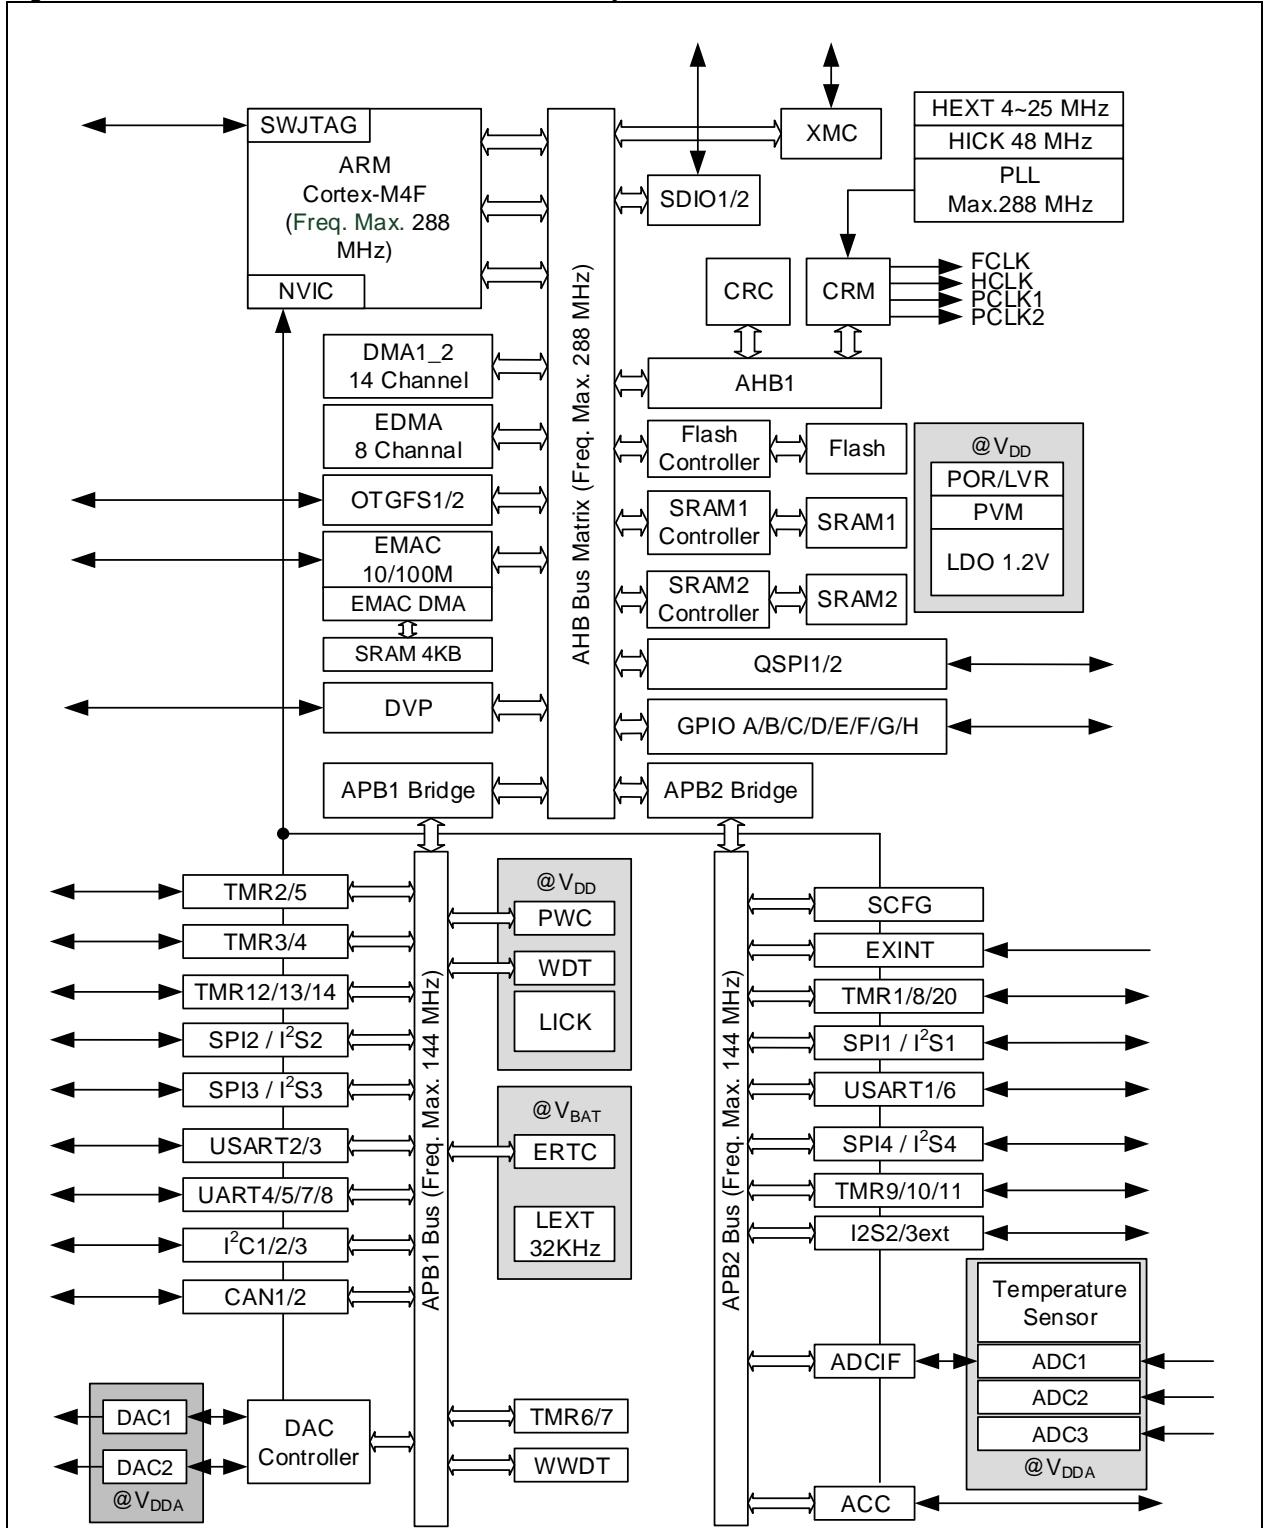 SWJTAG
ARM
Cortex-M4F
(Freq. Max. 288
MHz)
NVIC
DMA1_2
14 Channel
EDMA
8 Channel
OTGFS1/2
EMAC
10/100M
EMAC DMA
SRAM 4KB
DVP
APB1 Bridge
AHB Bus Matrix (Freq. Max. 288 MHz)
XMC
SDIO1/2
HEXT 4~25 MHz
HICK 48 MHz
PLL
Max.288 MHz
CRC
CRM
FCLK
HCLK
PCLK1
PCLK2
AHB1
Flash
Controller
Flash
SRAM1
Controller
SRAM1
SRAM2
Controller
SRAM2
@VDD
POR/LVR
PVM
LDO 1.2V
QSPI1/2
GPIO A/B/C/D/E/F/G/H
APB2 Bridge
TMR2/5
TMR3/4
TMR12/13/14
SPI2 / I²S2
SPI3 / I²S3
USART2/3
UART4/5/7/8
I²C1/2/3
CAN1/2
DAC1
DAC2
@VDDA
DAC
Controller
APB1 Bus (Freq. Max. 144 MHz)
@VDD
PWC
WDT
LICK
@VBAT
ERTC
LEXT
32KHz
TMR6/7
WWDT
APB2 Bus (Freq. Max. 144 MHz)
SCFG
EXINT
TMR1/8/20
SPI1 / I²S1
USART1/6
SPI4 / I²S4
TMR9/10/11
I2S2/3ext
ADCIF
ACC
Temperature
Sensor
ADC1
ADC2
ADC3
@VDDA